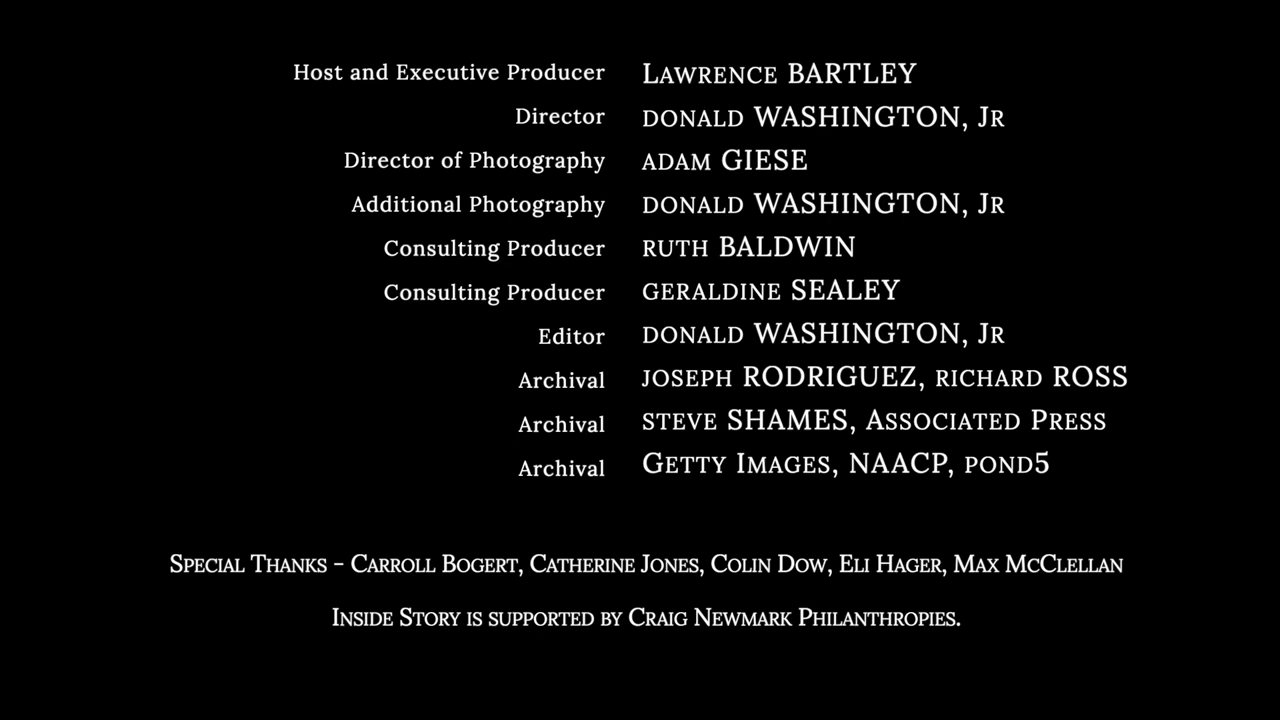 Host and Executive Producer Lawrence BARTLEY
Director DONALD WASHINGTON, Jr
Director of Photography ADAM GIESE
Additional Photography DONALD WASHINGTON, Jr
Consulting Producer RUTH BALDWIN
Consulting Producer GERALDINE SEALEY
Editor DONALD WASHINGTON, Jr
Archival JOSEPH RODRIGUEZ, RICHARD ROSS
Archival STEVE SHAMES, Associated Press
Archival Getty Images, NAACP, POND5
Special Thanks - Carroll Bogert, Catherine Jones, Colin Dow, Eli Hager, Max McClellan
Inside Story is supported by Craig Newmark Philanthropies.